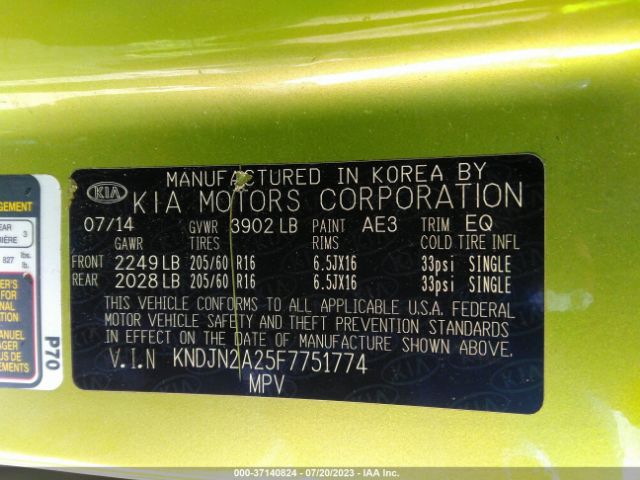 MANUFACTURED IN KOREA BY
KIA KIA MOTORS CORPORATION
07/14 GVWR 3902 LB PAINT AE3 TRIM EQ
GAWR TIRES RIMS COLD TIRE INFL
FRONT 2249 LB 205/60 R16 6.5JX16 33psi SINGLE
REAR 2028 LB 205/60 R16 6.5JX16 33psi SINGLE
THIS VEHICLE CONFORMS TO ALL APPLICABLE U.S.A. FEDERAL
MOTOR VEHICLE SAFETY AND THEFT PREVENTION STANDARDS
IN EFFECT ON THE DATE OF MANUFACTURE SHOWN ABOVE.
V.I.N KNDJN2A25F7751774
MPV
P70
000-37140824 | 07/20/2023 | IAA Inc.